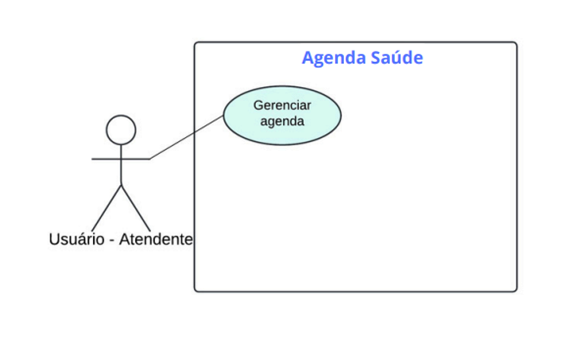 Agenda Saúde
Gerenciar
agenda
Usuário - Atendente